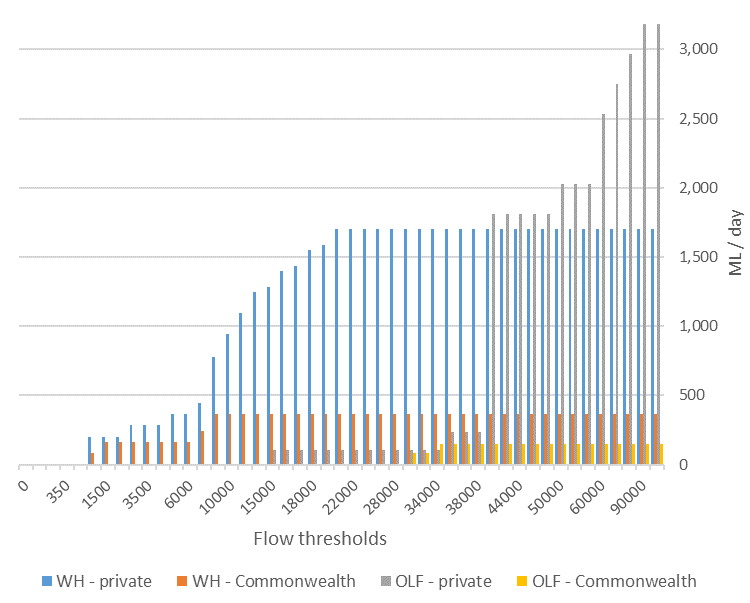 3,000
2,500
2,000
1,500
1,000
500
0
ML / day
0 350 1500 3500 6000 10000 15000 18000 22000 28000 34000 38000 44000 50000 60000 90000
Flow thresholds
WH - private WH - Commonwealth OLF - private OLF - Commonwealth